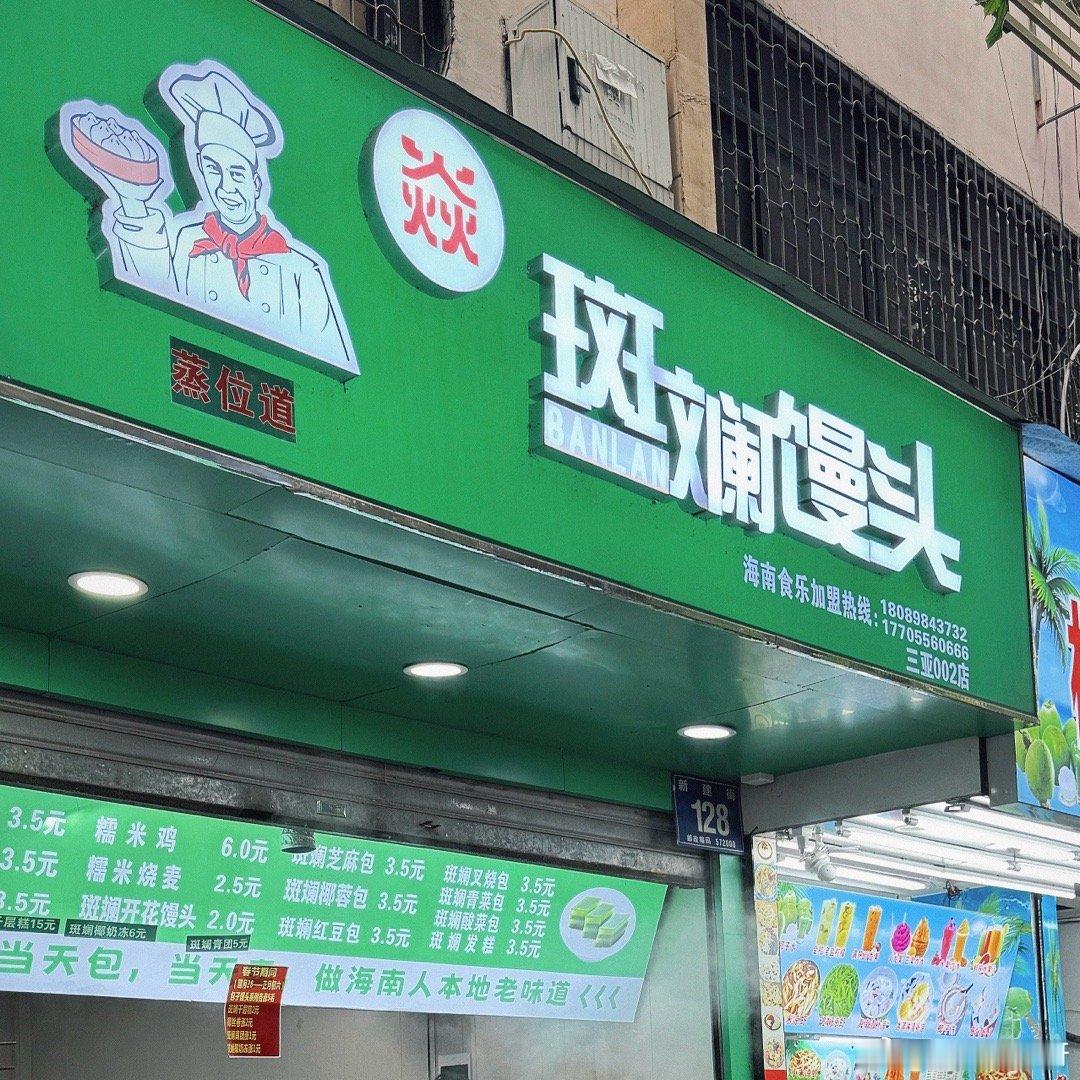 斑斓馒头
BANLAN
蒸位道
海南食乐加盟热线:18089843732
17705560666
三亚002店
新建街
128
邮政编码 572000
3.5元 糯米鸡 6.0元 斑斓芝麻包 3.5元 斑斓叉烧包 3.5元
3.5元 糯米烧麦 2.5元 斑斓椰蓉包 3.5元 斑斓青菜包 3.5元
3.5元 斑斓开花馒头 2.0元 斑斓红豆包 3.5元 斑斓酸菜包 3.5元
斑斓发糕 3.5元
千层糕15元 斑斓椰奶冻6元 斑斓青团5元
当天包，当天 做海南人本地老味道<<<
春节期间